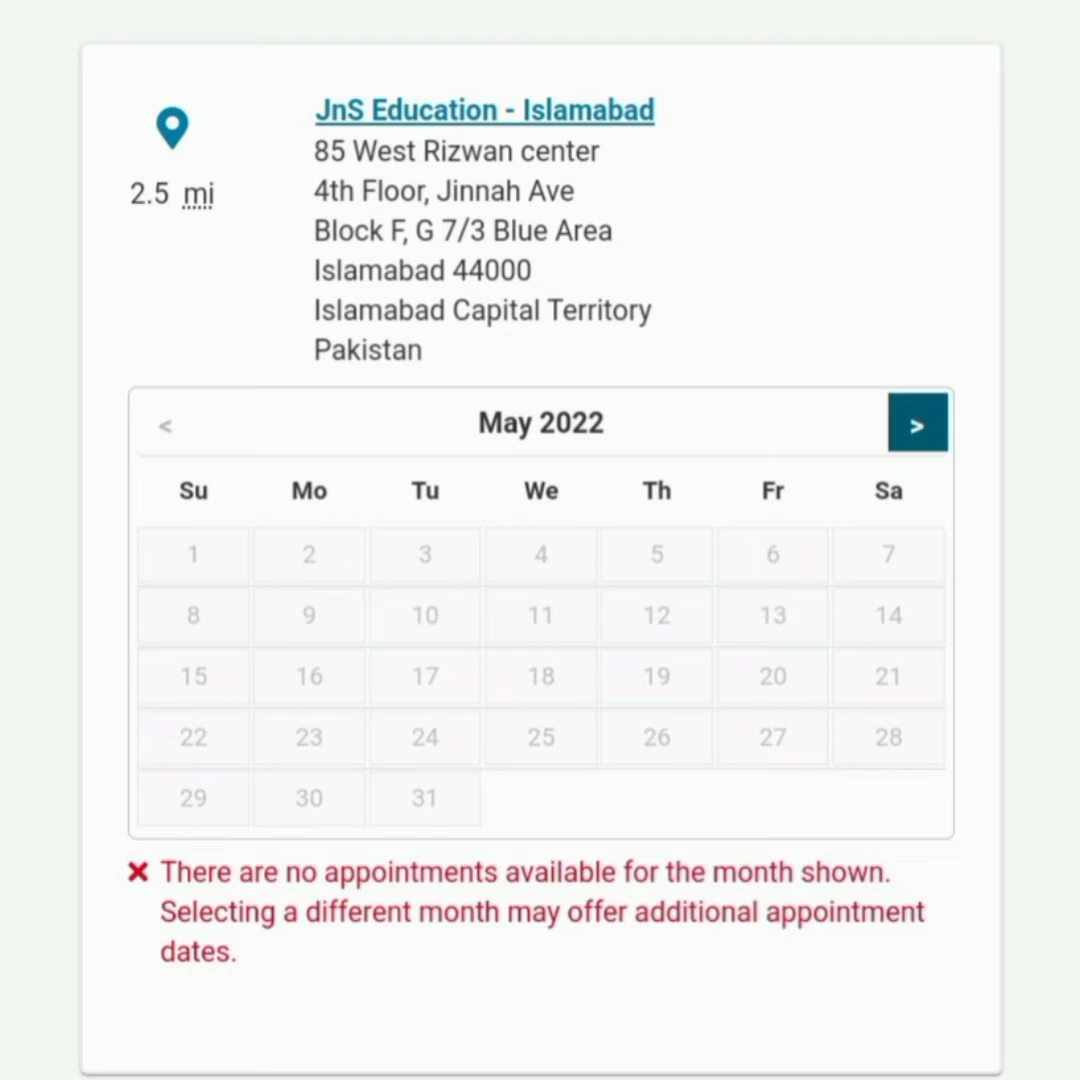 JnS Education - Islamabad
85 West Rizwan center
2.5 mi
4th Floor, Jinnah Ave
Block F, G 7/3 Blue Area
Islamabad 44000
Islamabad Capital Territory
Pakistan
< May 2022 >
Su Mo Tu We Th Fr Sa
1 2 3 4 5 6 7
8 9 10 11 12 13 14
15 16 17 18 19 20 21
22 23 24 25 26 27 28
29 30 31
There are no appointments available for the month shown.
Selecting a different month may offer additional appointment
dates.